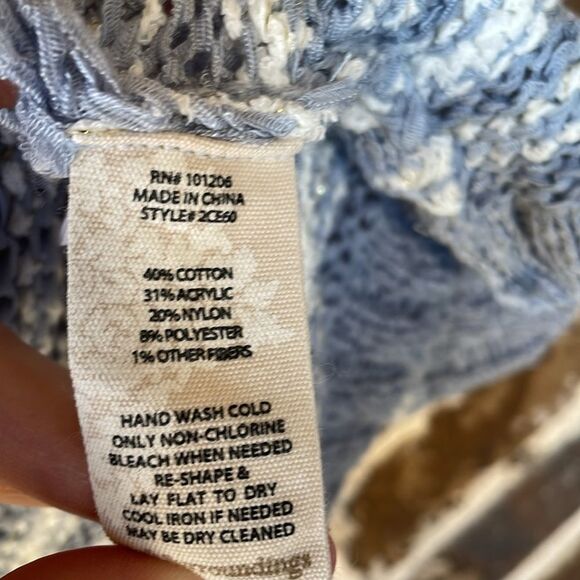 RN# 101206
MADE IN CHINA
STYLE# 2CE60
40% COTTON
31% ACRYLIC
20% NYLON
8% POLYESTER
1% OTHER FIBERS
HAND WASH COLD
ONLY NON-CHLORINE
BLEACH WHEN NEEDED
RE-SHAPE &
LAY FLAT TO DRY
COOL IRON IF NEEDED
MAY BE DRY CLEANED
roundings